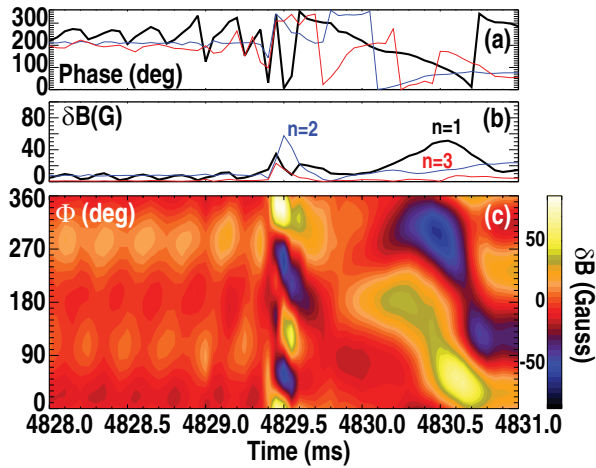 300
200
100
0
Phase (deg)
(a)
80
60
40
20
0
δB(G)
n=2
n=1
n=3
(b)
360
270
180
90
0
Φ (deg)
(c)
50
0
-50
δB (Gauss)
4828.0 4828.5 4829.0 4829.5 4830.0 4830.5 4831.0
Time (ms)